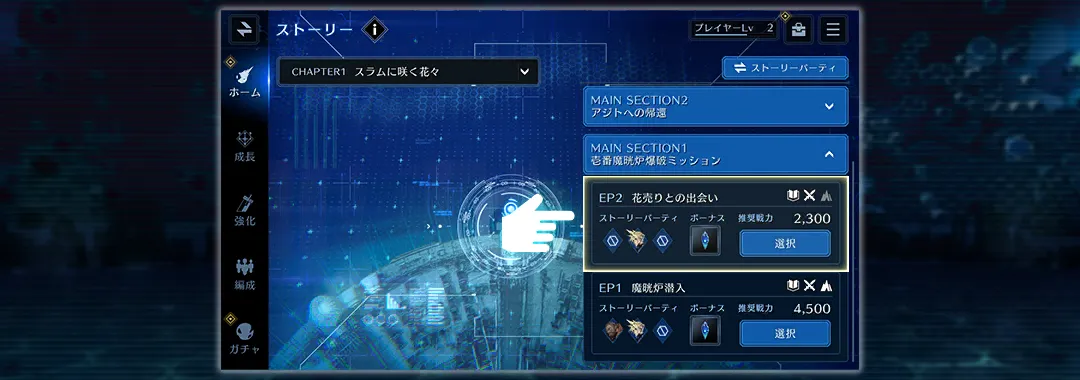 ストーリー
プレイヤーLv 2
CHAPTER1 スラムに咲く花々
ストーリーパーティ
ホーム
成長
強化
編成
ガチャ
MAIN SECTION2
アジトへの帰還
MAIN SECTION1
壱番魔晄炉爆破ミッション
EP2 花売りとの出会い
ストーリーパーティ ボーナス 推奨戦力 2,300
選択
EP1 魔晄炉潜入
ストーリーパーティ ボーナス 推奨戦力 4,500
選択